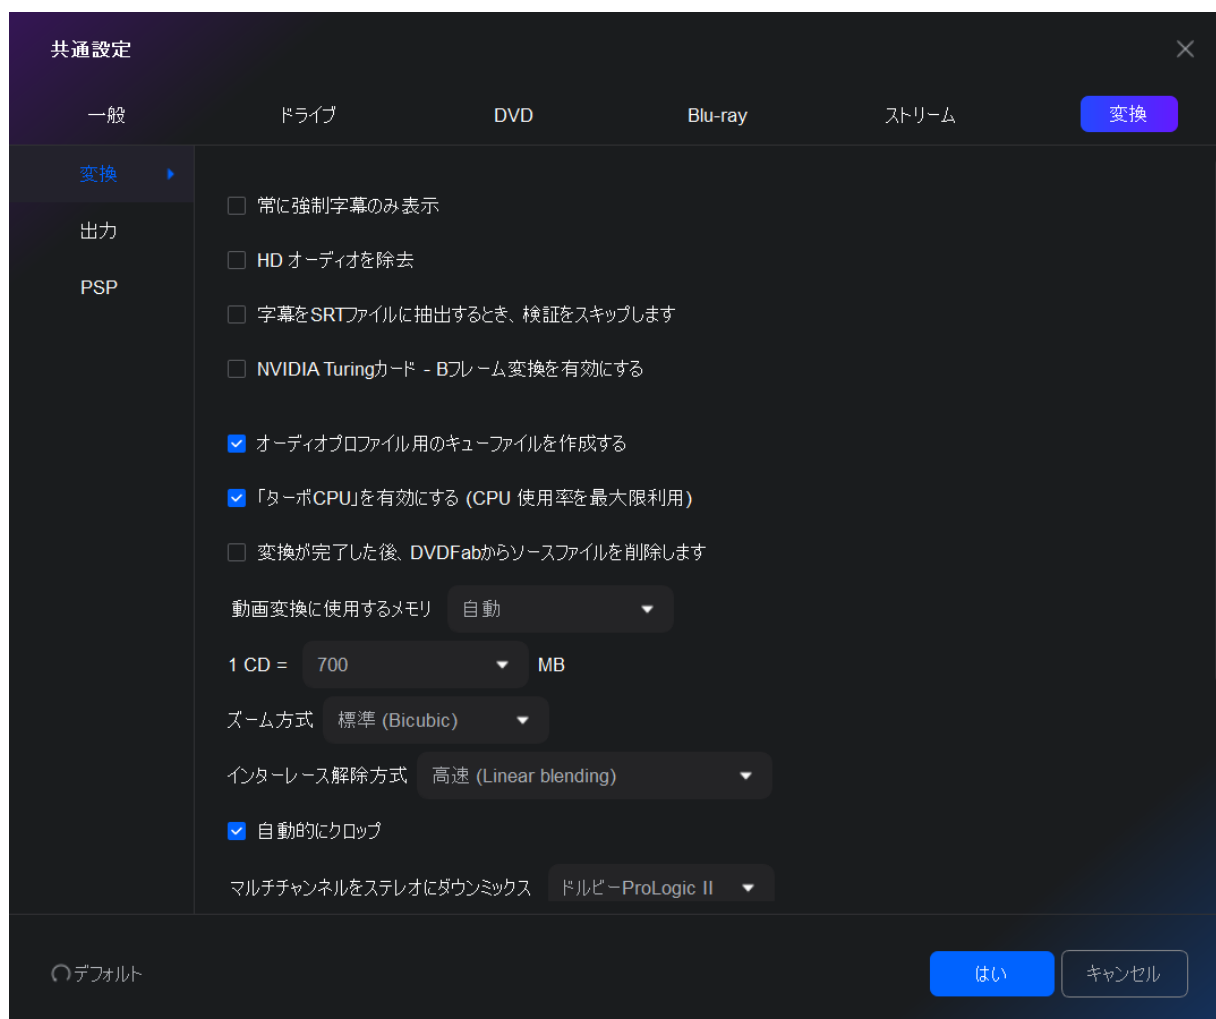 共通設定
一般 ドライブ DVD Blu-ray ストリーム 変換
変換
出力
PSP
常に強制字幕のみ表示
HD オーディオを除去
字幕をSRTファイルに抽出するとき、検証をスキップします
NVIDIA Turingカード - Bフレーム変換を有効にする
オーディオプロファイル用のキューファイルを作成する
「ターボCPU」を有効にする (CPU 使用率を最大限利用)
変換が完了した後、DVDFabからソースファイルを削除します
動画変換に使用するメモリ 自動
1 CD = 700 MB
ズーム方式 標準 (Bicubic)
インターレース解除方式 高速 (Linear blending)
自動的にクロップ
マルチチャンネルをステレオにダウンミックス ドルビーProLogic II
デフォルト はい キャンセル